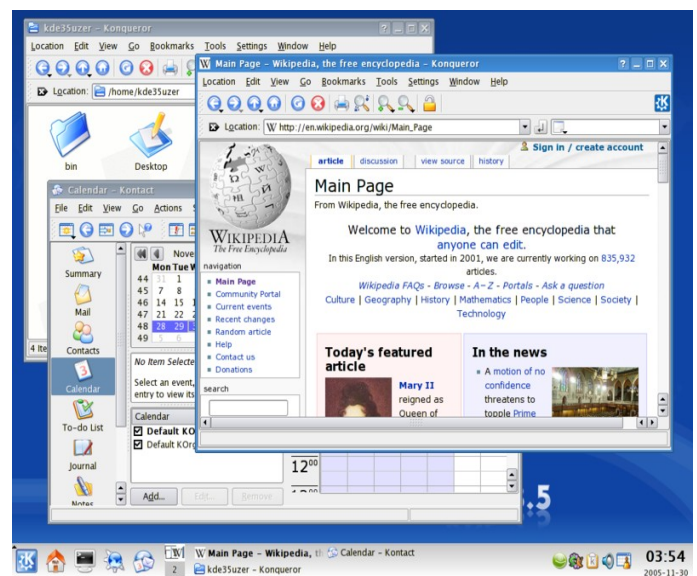 kde35uzer – Konqueror
Location Edit View Go Bookmarks Tools Settings Window Help
Location: /home/kde35uzer
bin
Desktop
4 Ite
Calendar – Kontact
File Edit View Go Actions
Summary
Mail
Contacts
Calendar
To-do List
Journal
Notes
Nove
Mon Tue W
44 31 1
45 7 8
46 14 15 1
47 21 22 2
48 28 29 3
49 5 6
No Item Selecte
Select an event,
entry to view its
Calendar
Default KO
Default KOrg
Add... Edit... Remove
12 00
W Main Page – Wikipedia, the free encyclopedia – Konqueror
Location Edit View Go Bookmarks Tools Settings Window Help
Location: W http://en.wikipedia.org/wiki/Main_Page
Sign in / create account
article discussion view source history
WIKIPEDIA
The Free Encyclopedia
navigation
Main Page
Community Portal
Current events
Recent changes
Random article
Help
Contact us
Donations
search
Main Page
From Wikipedia, the free encyclopedia.
Welcome to Wikipedia, the free encyclopedia that
anyone can edit.
In this English version, started in 2001, we are currently working on 835,932
articles.
Wikipedia FAQs - Browse - A–Z - Portals - Ask a question
Culture | Geography | History | Mathematics | People | Science | Society |
Technology
Today's featured
article
Mary II
reigned as
Queen of
In the news
A motion of no
confidence
threatens to
topple Prime
.5
2
W Main Page – Wikipedia, t
Calendar – Kontact
kde35uzer – Konqueror
03:54
2005-11-30